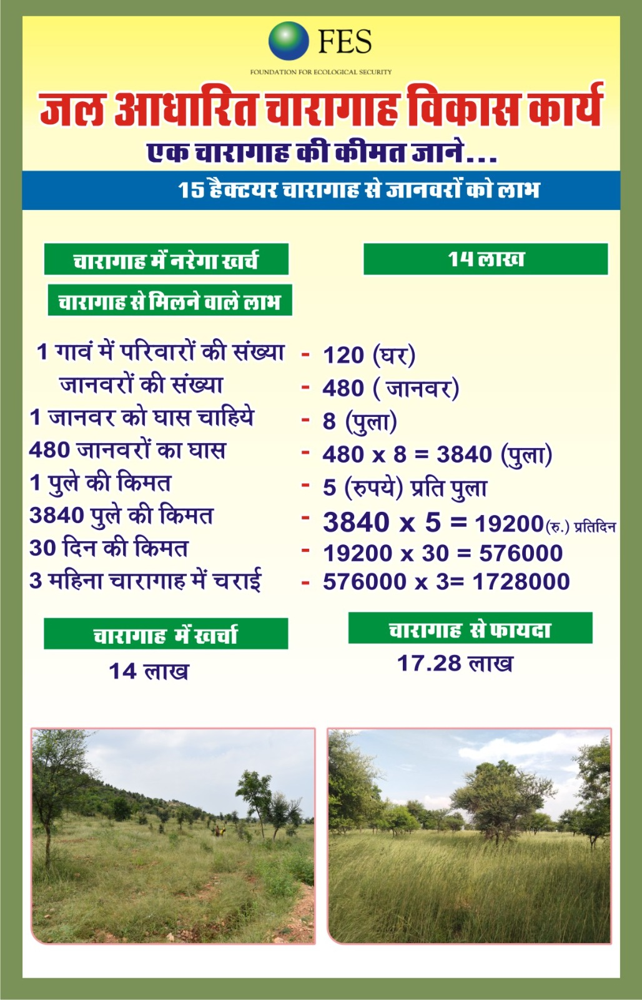 FES
FOUNDATION FOR ECOLOGICAL SECURITY
जल आधारित चारागाह विकास कार्य
एक चारागाह की कीमत जाने...
15 हैक्टयर चारागाह से जानवरों को लाभ
चारागाह में नरेगा खर्च 14 लाख
चारागाह से मिलने वाले लाभ
1 गावं में परिवारों की संख्या - 120 (घर)
जानवरों की संख्या - 480 ( जानवर)
1 जानवर को घास चाहिये - 8 (पुला)
480 जानवरों का घास - 480 x 8 = 3840 (पुला)
1 पुले की किमत - 5 (रुपये) प्रति पुला
3840 पुले की किमत - 3840 x 5 = 19200(रु.) प्रतिदिन
30 दिन की किमत - 19200 x 30 = 576000
3 महिना चारागाह में चराई - 576000 x 3= 1728000
चारागाह में खर्चा चारागाह से फायदा
14 लाख 17.28 लाख